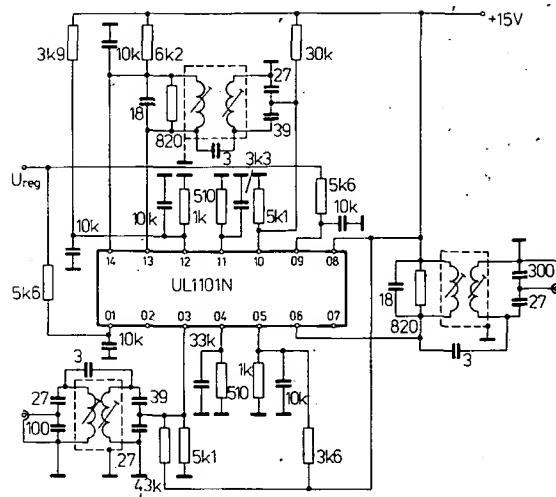 +15V
3k9
10k
6k2
30k
27
18
39
820
3
3k3
Ureg
510
5k6
10k
1k
5k1
10k
10k
14 13 12 11 10 09 08
UL1101N
01 02 03 04 05 06 07
5k6
10k
33k
1k
510
10k
18
820
300
27
3
3
27
39
100
27
43k
5k1
3k6